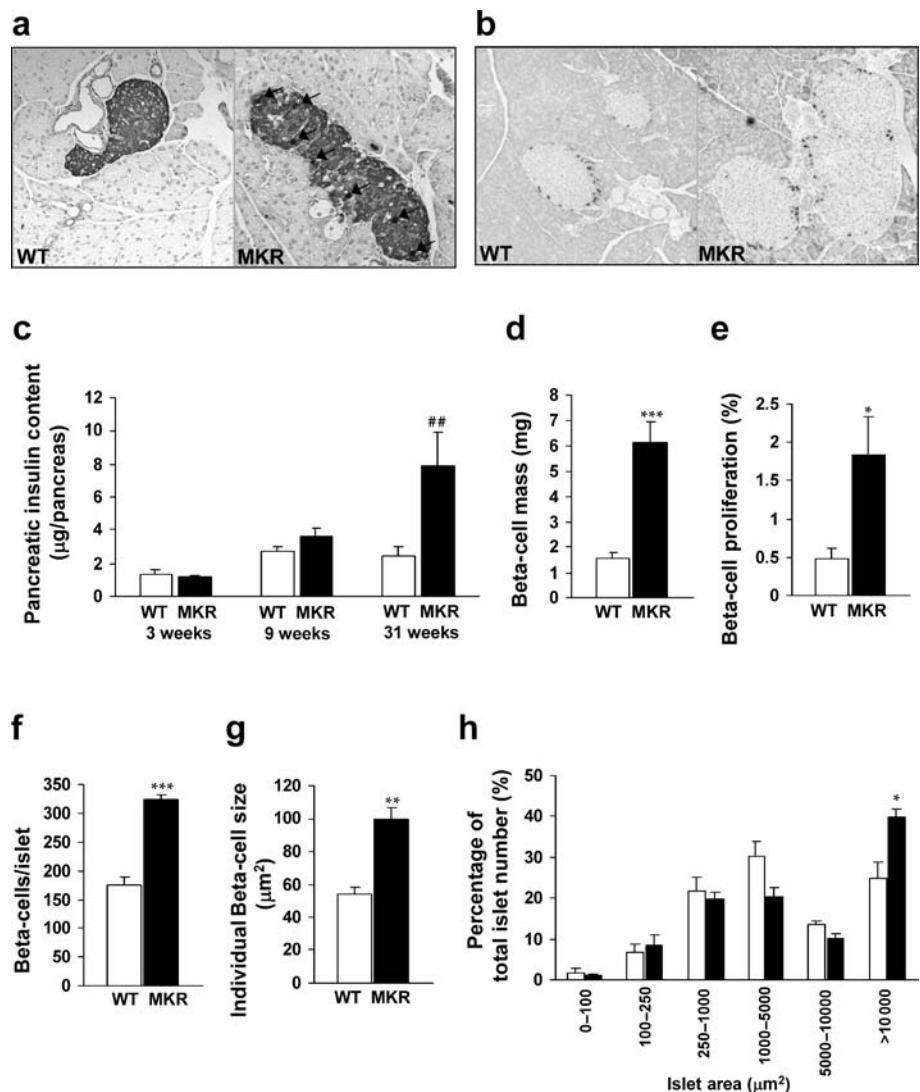 a
b
WT
MKR
WT
MKR
c
Pancreatic insulin content
(μg/pancreas)
12
10
8
6
4
2
0
##
WT MKR
3 weeks
WT MKR
9 weeks
WT MKR
31 weeks
d
Beta-cell mass (mg)
8
7
6
5
4
3
2
1
0
***
WT MKR
e
Beta-cell proliferation (%)
2.5
2
1.5
1
0.5
0
*
WT MKR
f
Beta-cells/islet
350
300
250
200
150
100
50
0
***
WT MKR
g
Individual Beta-cell size
(μm²)
120
100
80
60
40
20
0
**
WT MKR
h
Percentage of
total islet number (%)
50
40
30
20
10
0
*
0–100
100–250
250–1000
1000–5000
5000–10000
>10 000
Islet area (μm²)